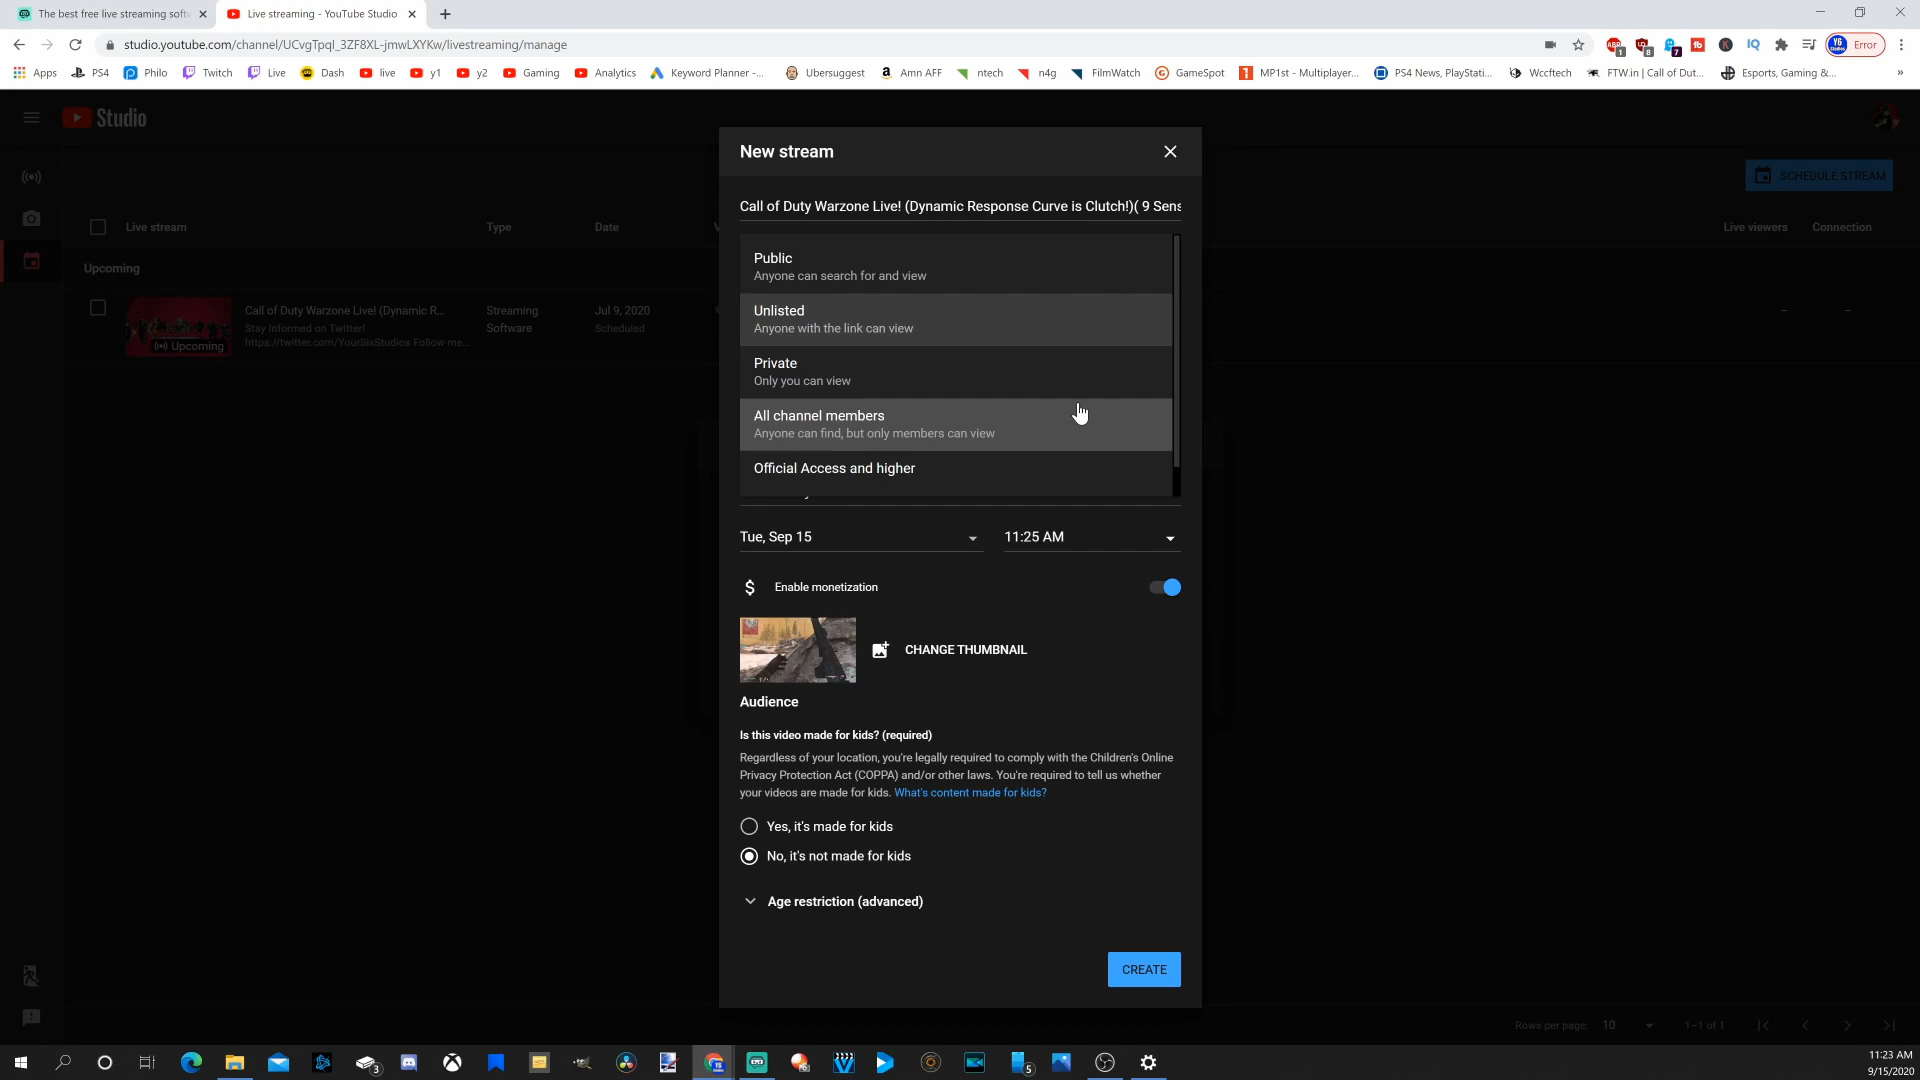 The best free live streaming softw
Live streaming - YouTube Studio
studio.youtube.com/channel/UCvgTpqI_3ZF8XL-jmwLXYKw/livestreaming/manage
Error
Apps
PS4
Philo
Twitch
Live
Dash
live
y1
y2
Gaming
Analytics
Keyword Planner -...
Ubersuggest
Amn AFF
ntech
n4g
FilmWatch
GameSpot
MP1st - Multiplayer...
PS4 News, PlayStati...
Wccftech
FTW.in | Call of Dut...
Esports, Gaming &...
Studio
SCHEDULE STREAM
Live stream
Type
Date
Live viewers
Connection
Upcoming
Call of Duty Warzone Live! (Dynamic R...
Stay Informed on Twitter!
https://twitter.com/YourSixStudios Follow me...
Upcoming
Streaming
Software
Jul 9, 2020
Scheduled
New stream
Call of Duty Warzone Live! (Dynamic Response Curve is Clutch!)( 9 Sens
Public
Anyone can search for and view
Unlisted
Anyone with the link can view
Private
Only you can view
All channel members
Anyone can find, but only members can view
Official Access and higher
Tue, Sep 15
11:25 AM
Enable monetization
CHANGE THUMBNAIL
Audience
Is this video made for kids? (required)
Regardless of your location, you're legally required to comply with the Children's Online
Privacy Protection Act (COPPA) and/or other laws. You're required to tell us whether
your videos are made for kids. What's content made for kids?
Yes, it's made for kids
No, it's not made for kids
Age restriction (advanced)
CREATE
Rows per page: 10
1–1 of 1
11:23 AM
9/15/2020